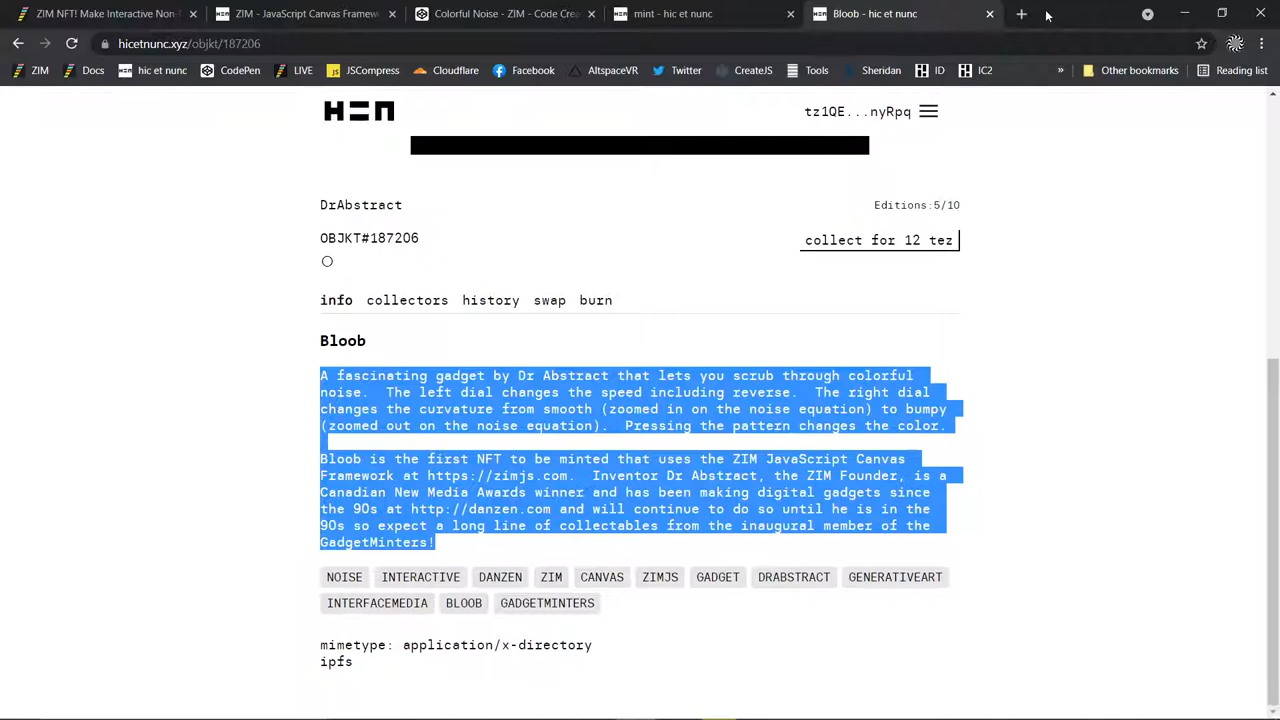 ZIM NFT! Make Interactive Non-
ZIM - JavaScript Canvas Framew
Colorful Noise - ZIM - Code Crea
mint - hic et nunc
Bloob - hic et nunc
hicetnunc.xyz/objkt/187206
ZIM
Docs
hic et nunc
CodePen
LIVE
JSCompress
Cloudflare
Facebook
AltspaceVR
Twitter
CreateJS
Tools
Sheridan
ID
IC2
»
Other bookmarks
Reading list
tz1QE...nyRpq
DrAbstract
Editions:5/10
OBJKT#187206
collect for 12 tez
info collectors history swap burn
Bloob
A fascinating gadget by Dr Abstract that lets you scrub through colorful
noise. The left dial changes the speed including reverse. The right dial
changes the curvature from smooth (zoomed in on the noise equation) to bumpy
(zoomed out on the noise equation). Pressing the pattern changes the color.
Bloob is the first NFT to be minted that uses the ZIM JavaScript Canvas
Framework at https://zimjs.com. Inventor Dr Abstract, the ZIM Founder, is a
Canadian New Media Awards winner and has been making digital gadgets since
the 90s at http://danzen.com and will continue to do so until he is in the
90s so expect a long line of collectables from the inaugural member of the
GadgetMinters!
NOISE INTERACTIVE DANZEN ZIM CANVAS ZIMJS GADGET DRABSTRACT GENERATIVEART
INTERFACEMEDIA BLOOB GADGETMINTERS
mimetype: application/x-directory
ipfs